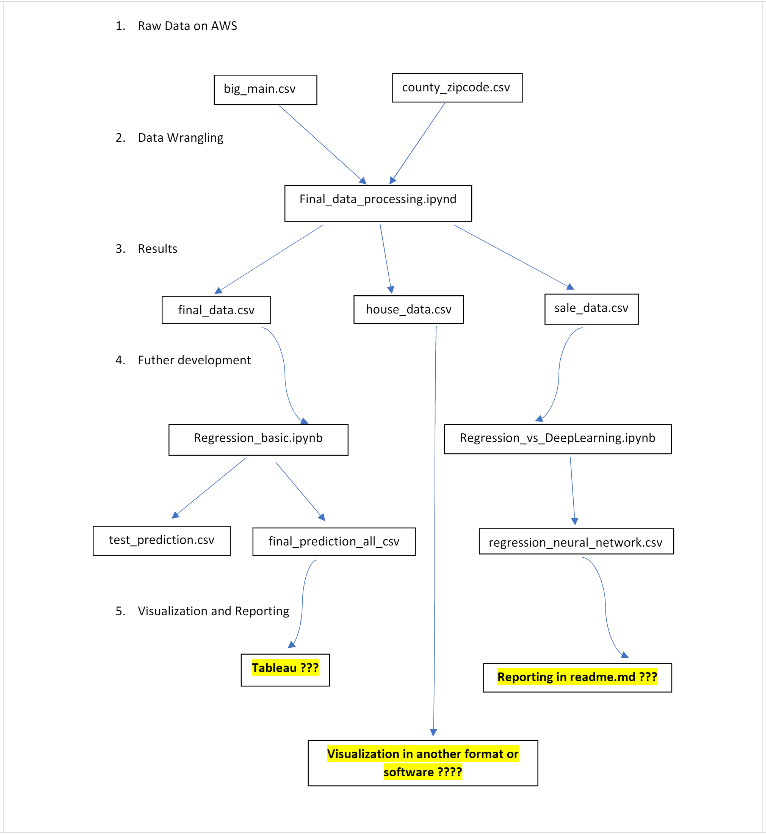 1. Raw Data on AWS
big_main.csv
county_zipcode.csv
2. Data Wrangling
Final_data_processing.ipynd
3. Results
final_data.csv
house_data.csv
sale_data.csv
4. Futher development
Regression_basic.ipynb
Regression_vs_DeepLearning.ipynb
test_prediction.csv
final_prediction_all_csv
regression_neural_network.csv
5. Visualization and Reporting
Tableau ???
Reporting in readme.md ???
Visualization in another format or
software ????